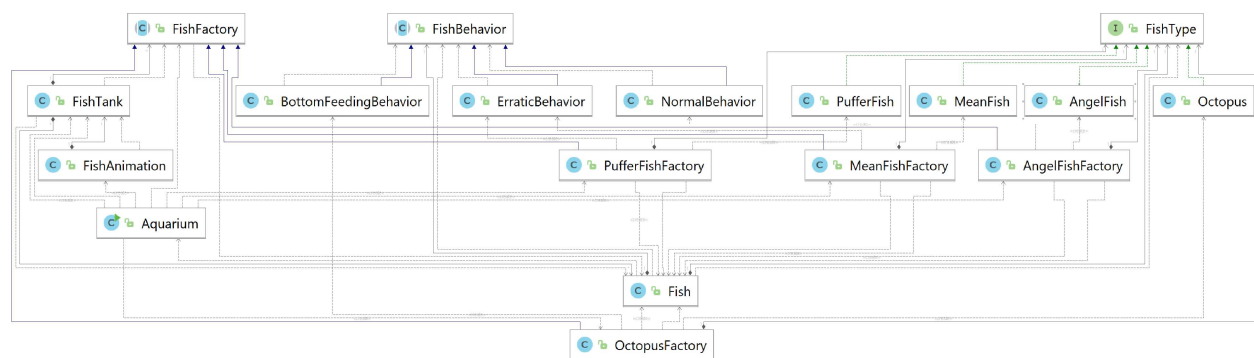 FishFactory FishBehavior FishType
FishTank BottomFeedingBehavior ErraticBehavior NormalBehavior PufferFish MeanFish AngelFish Octopus
FishAnimation PufferFishFactory MeanFishFactory AngelFishFactory
Aquarium
Fish
OctopusFactory